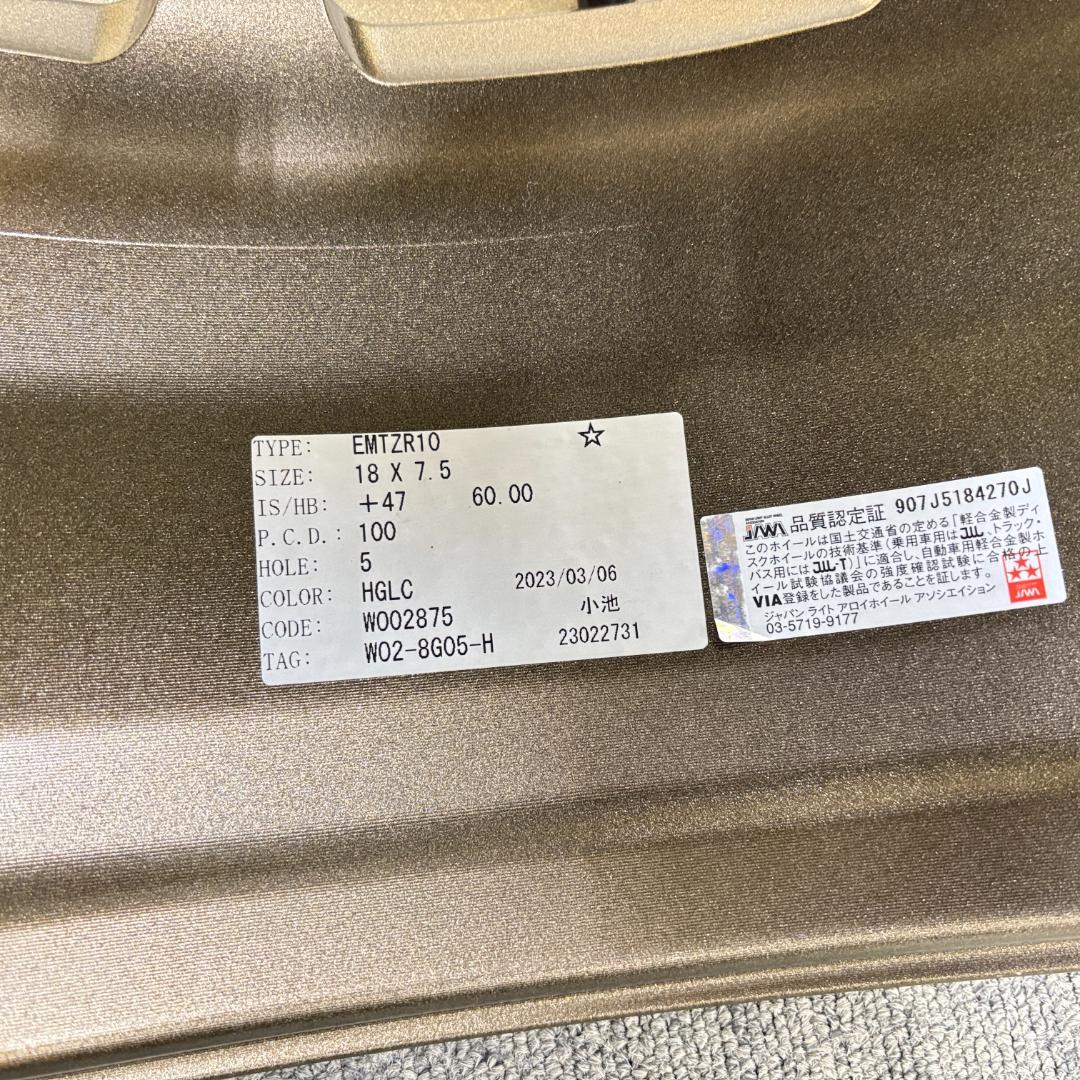 TYPE: EMTZR10 ☆
SIZE: 18 X 7.5
IS/HB: +47 60.00
P.C.D.: 100
HOLE: 5
COLOR: HGLC 2023/03/06
CODE: W002875 小池
TAG: W02-8G05-H 23022731
JAWA 品質認定証 907J5184270J
このホイールは国土交通省の定める「軽合金製ディ
スクホイールの技術基準(乗用車用はJWL、トラック・
バス用にはJWL-T)」に適合し、自動車用軽合金製ホ
イール試験協議会の強度確認試験に合格の上
VIA登録をした製品であることを証します。
ジャパン ライト アロイホイール アソシエイション
03-5719-9177
JAWA